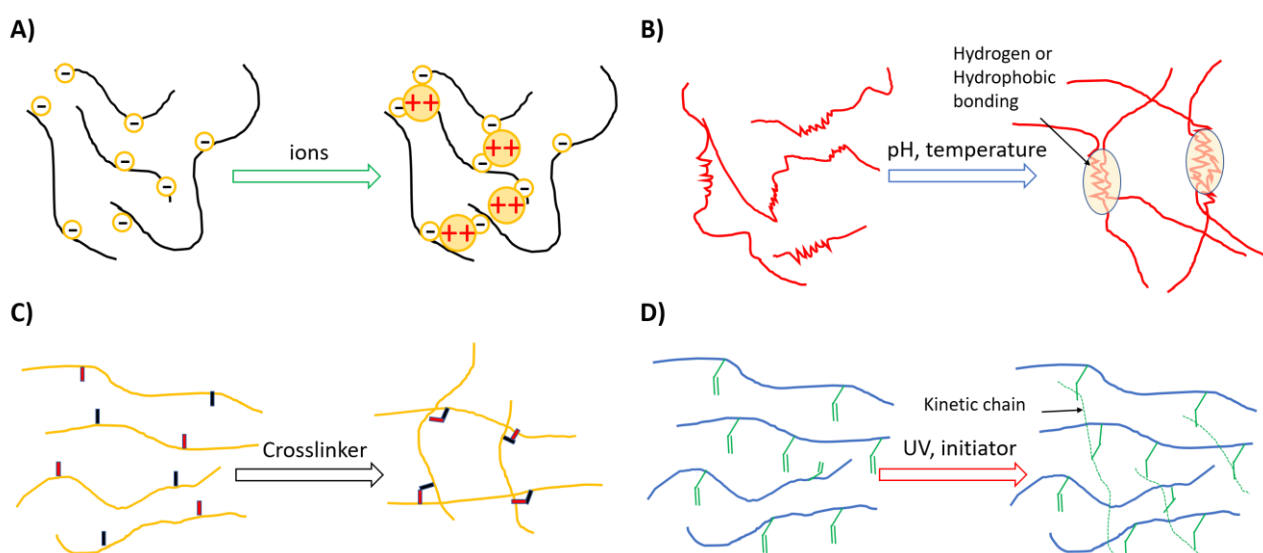 A)
ions
B)
Hydrogen or
Hydrophobic
bonding
pH, temperature
C)
Crosslinker
D)
Kinetic chain
UV, initiator